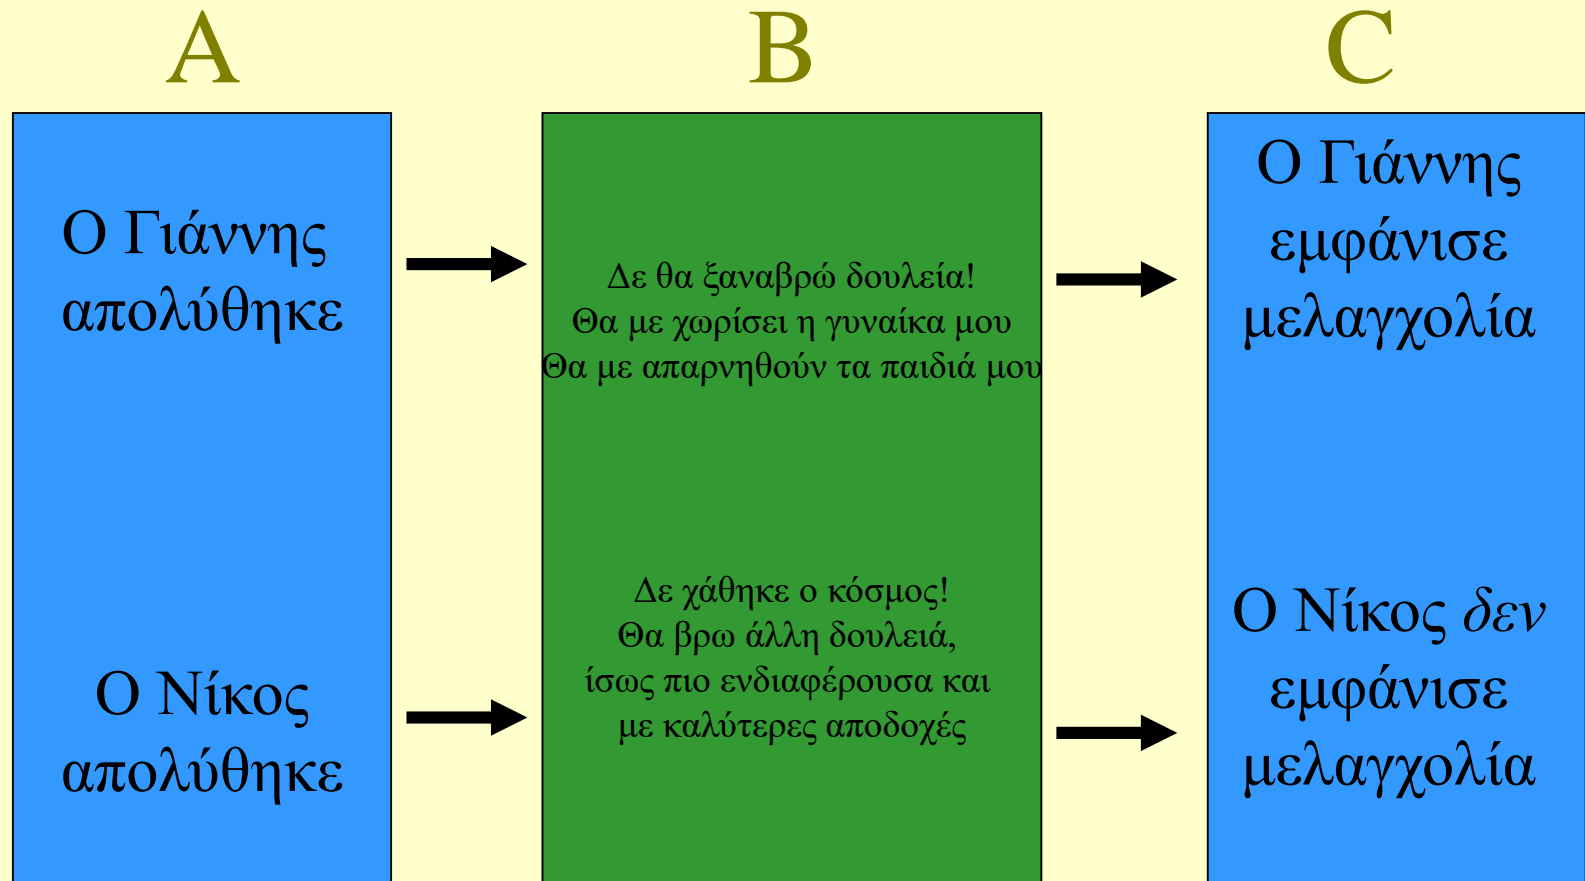 A
B
C
Ο Γιάννης
απολύθηκε
Δε θα ξαναβρώ δουλεία!
Θα με χωρίσει η γυναίκα μου
Θα με απαρνηθούν τα παιδιά μου
Ο Γιάννης
εμφάνισε
μελαγχολία
Ο Νίκος
απολύθηκε
Δε χάθηκε ο κόσμος!
Θα βρω άλλη δουλειά,
ίσως πιο ενδιαφέρουσα και
με καλύτερες αποδοχές
Ο Νίκος δεν
εμφάνισε
μελαγχολία